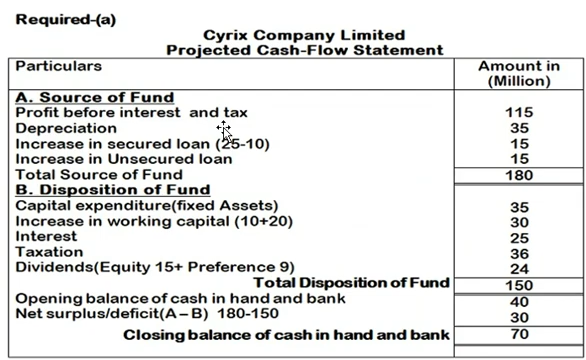 Required-(a)
Cyrix Company Limited
Projected Cash-Flow Statement
Particulars Amount in (Million)
A. Source of Fund
Profit before interest and tax 115
Depreciation 35
Increase in secured loan (25-10) 15
Increase in Unsecured loan 15
Total Source of Fund 180
B. Disposition of Fund
Capital expenditure(fixed Assets) 35
Increase in working capital (10+20) 30
Interest 25
Taxation 36
Dividends(Equity 15+ Preference 9) 24
Total Disposition of Fund 150
Opening balance of cash in hand and bank 40
Net surplus/deficit(A – B) 180-150 30
Closing balance of cash in hand and bank 70